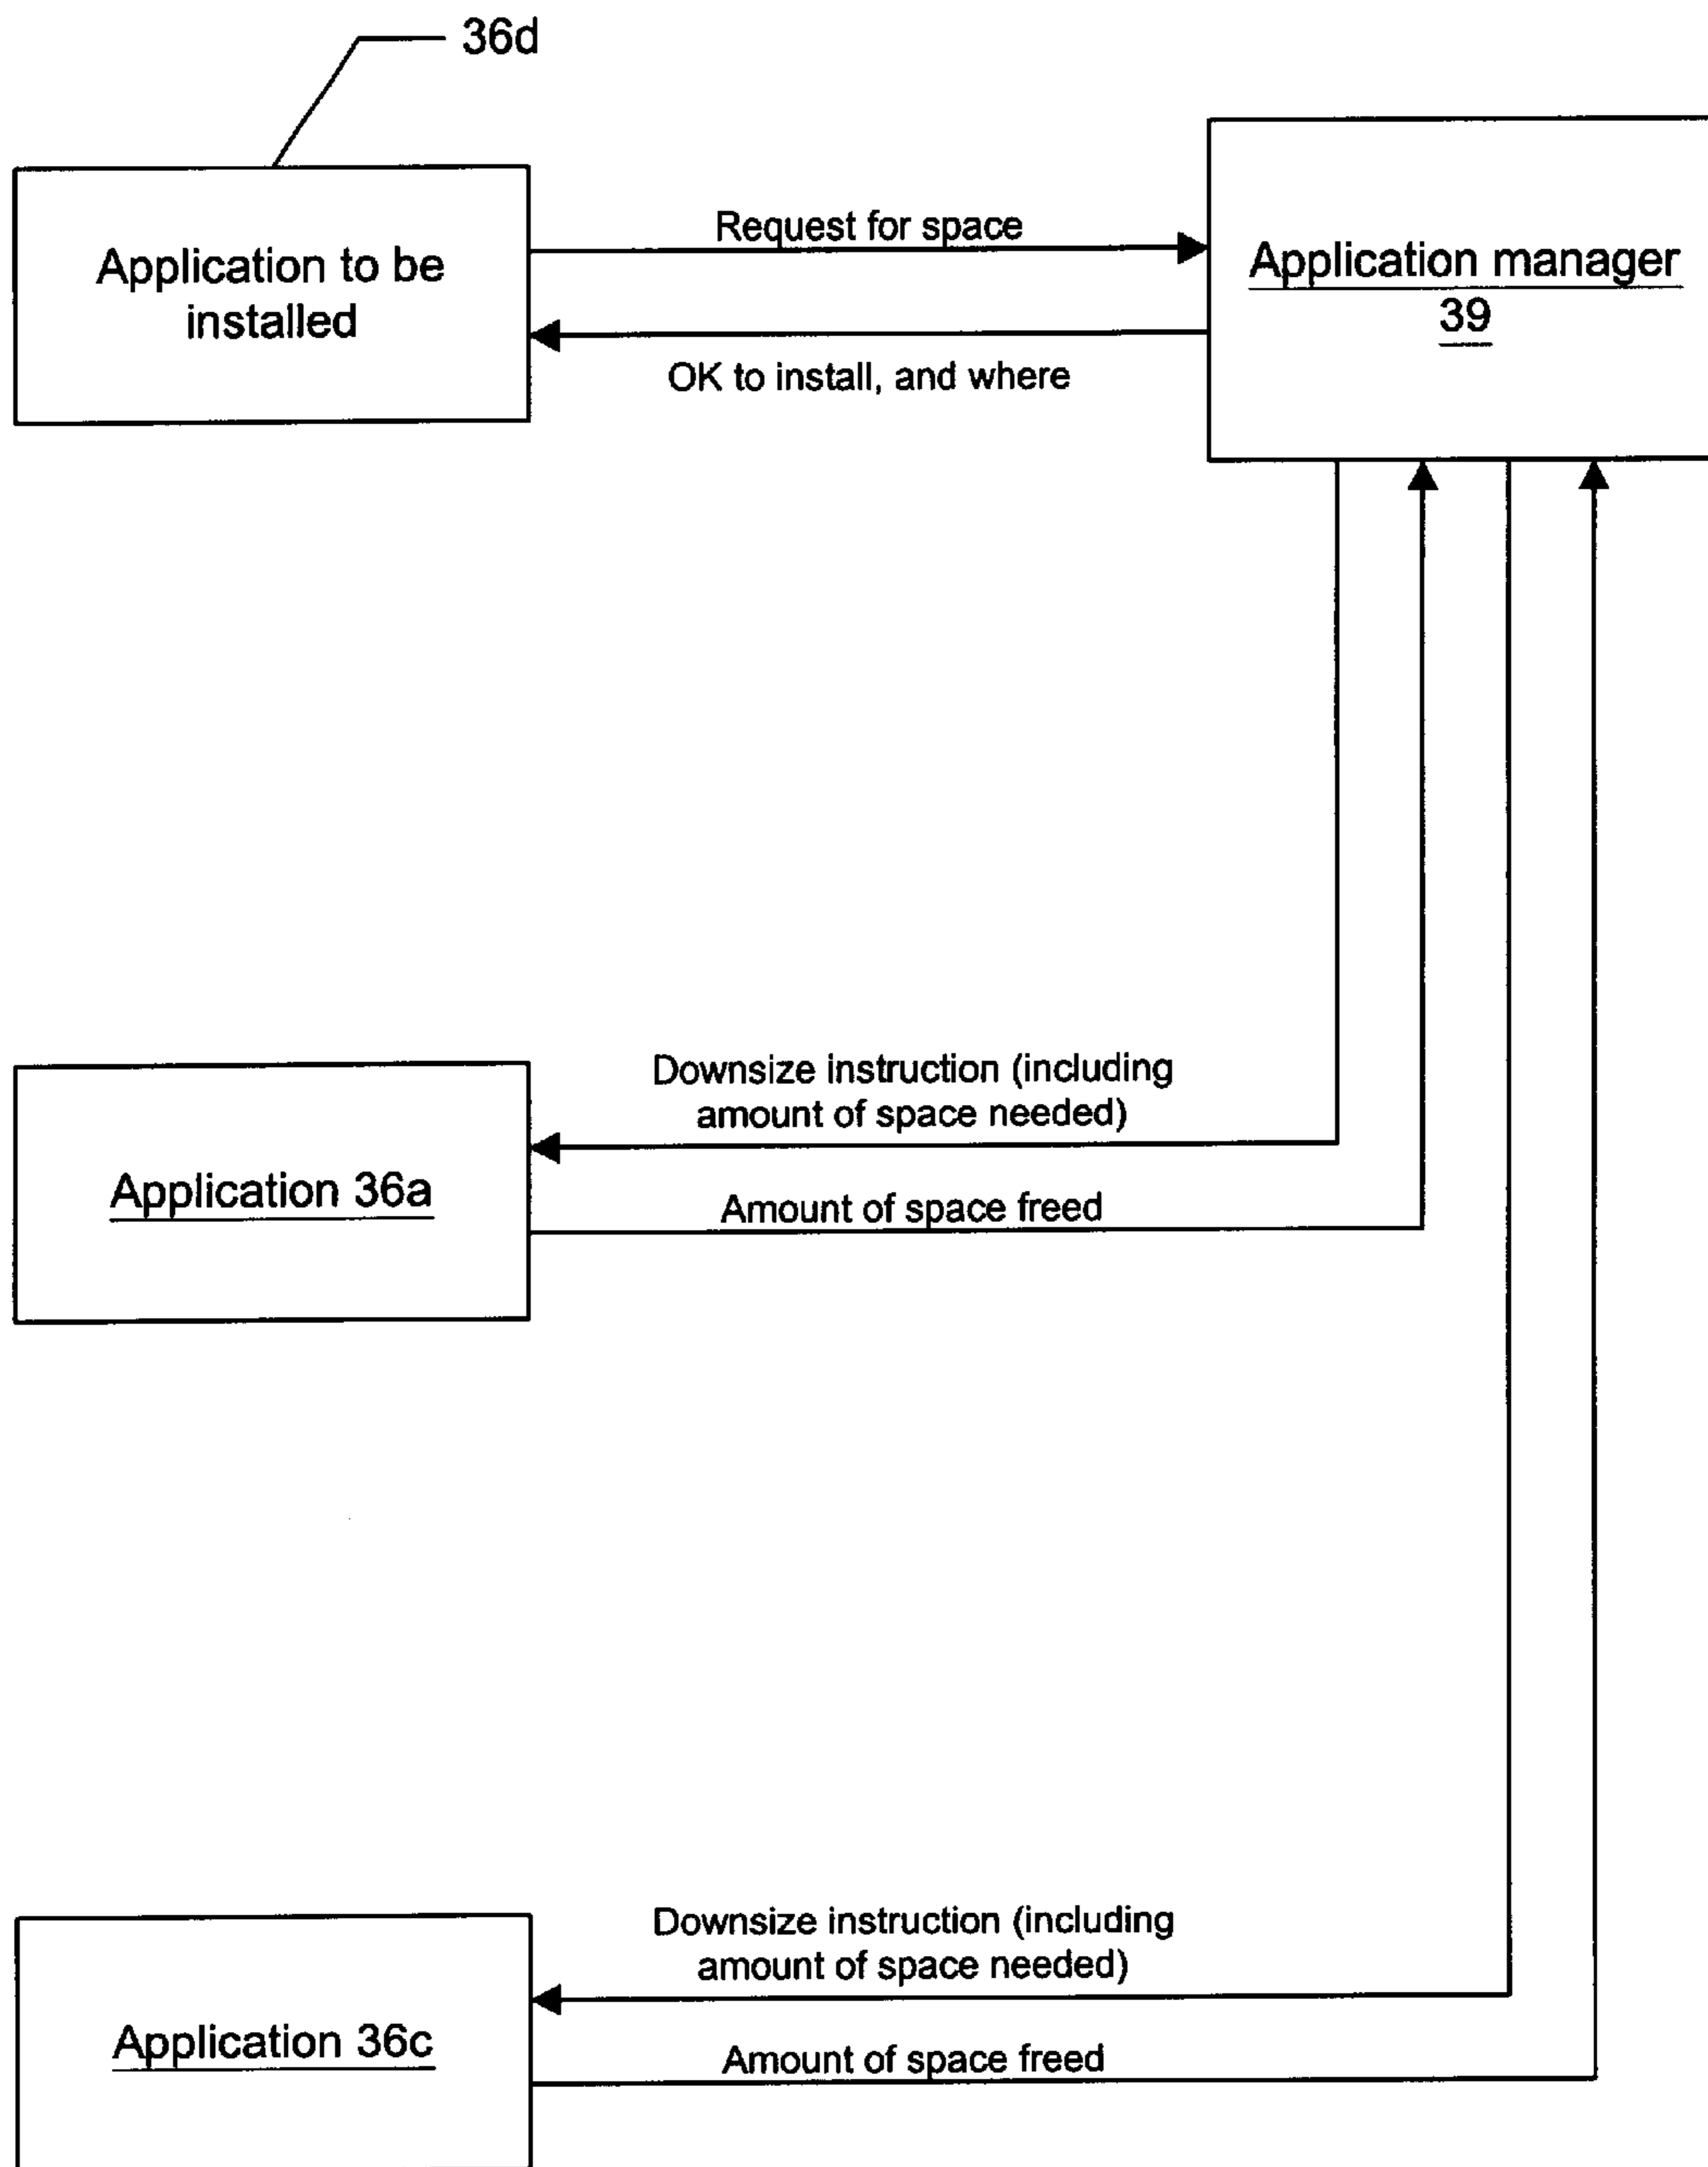 36d
Application to be
installed
Request for space
OK to install, and where
Application manager
39
Downsize instruction (including
amount of space needed)
Application 36a
Amount of space freed
Downsize instruction (including
amount of space needed)
Application 36c
Amount of space freed